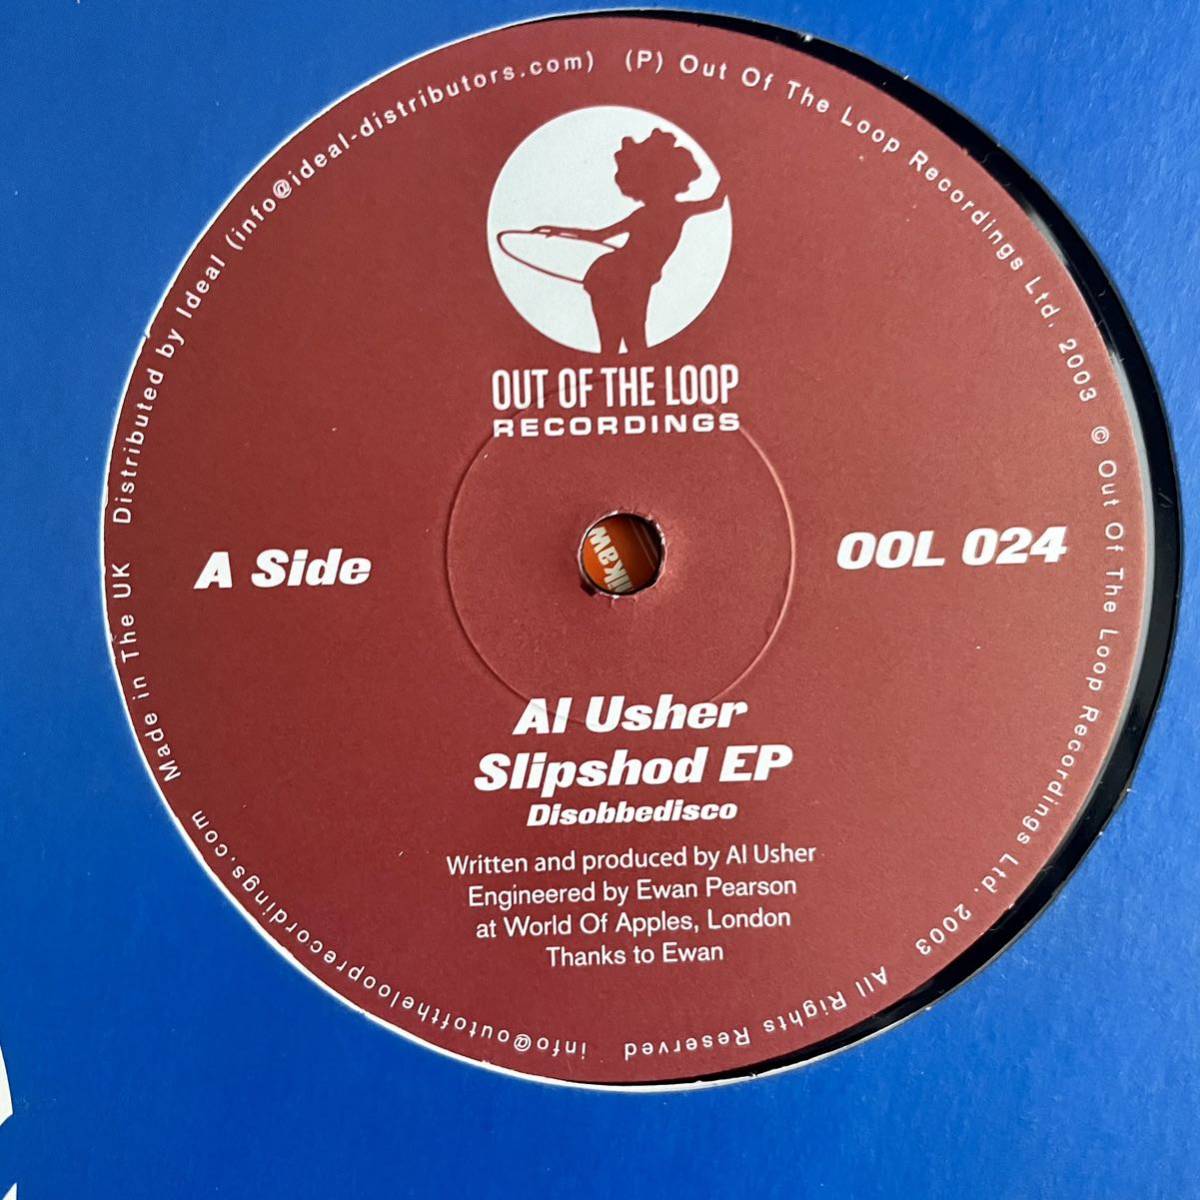 OUT OF THE LOOP
RECORDINGS
A Side
OOL 024
Al Usher
Slipshod EP
Disobbedisco
Written and produced by Al Usher
Engineered by Ewan Pearson
at World Of Apples, London
Thanks to Ewan
Made in The UK Distributed by Ideal (info@ideal-distributors.com) (P) Out Of The Loop Recordings Ltd. 2003 © Out Of The Loop Recordings Ltd. 2003 All Rights Reserved info@outofthelooprecordings.com